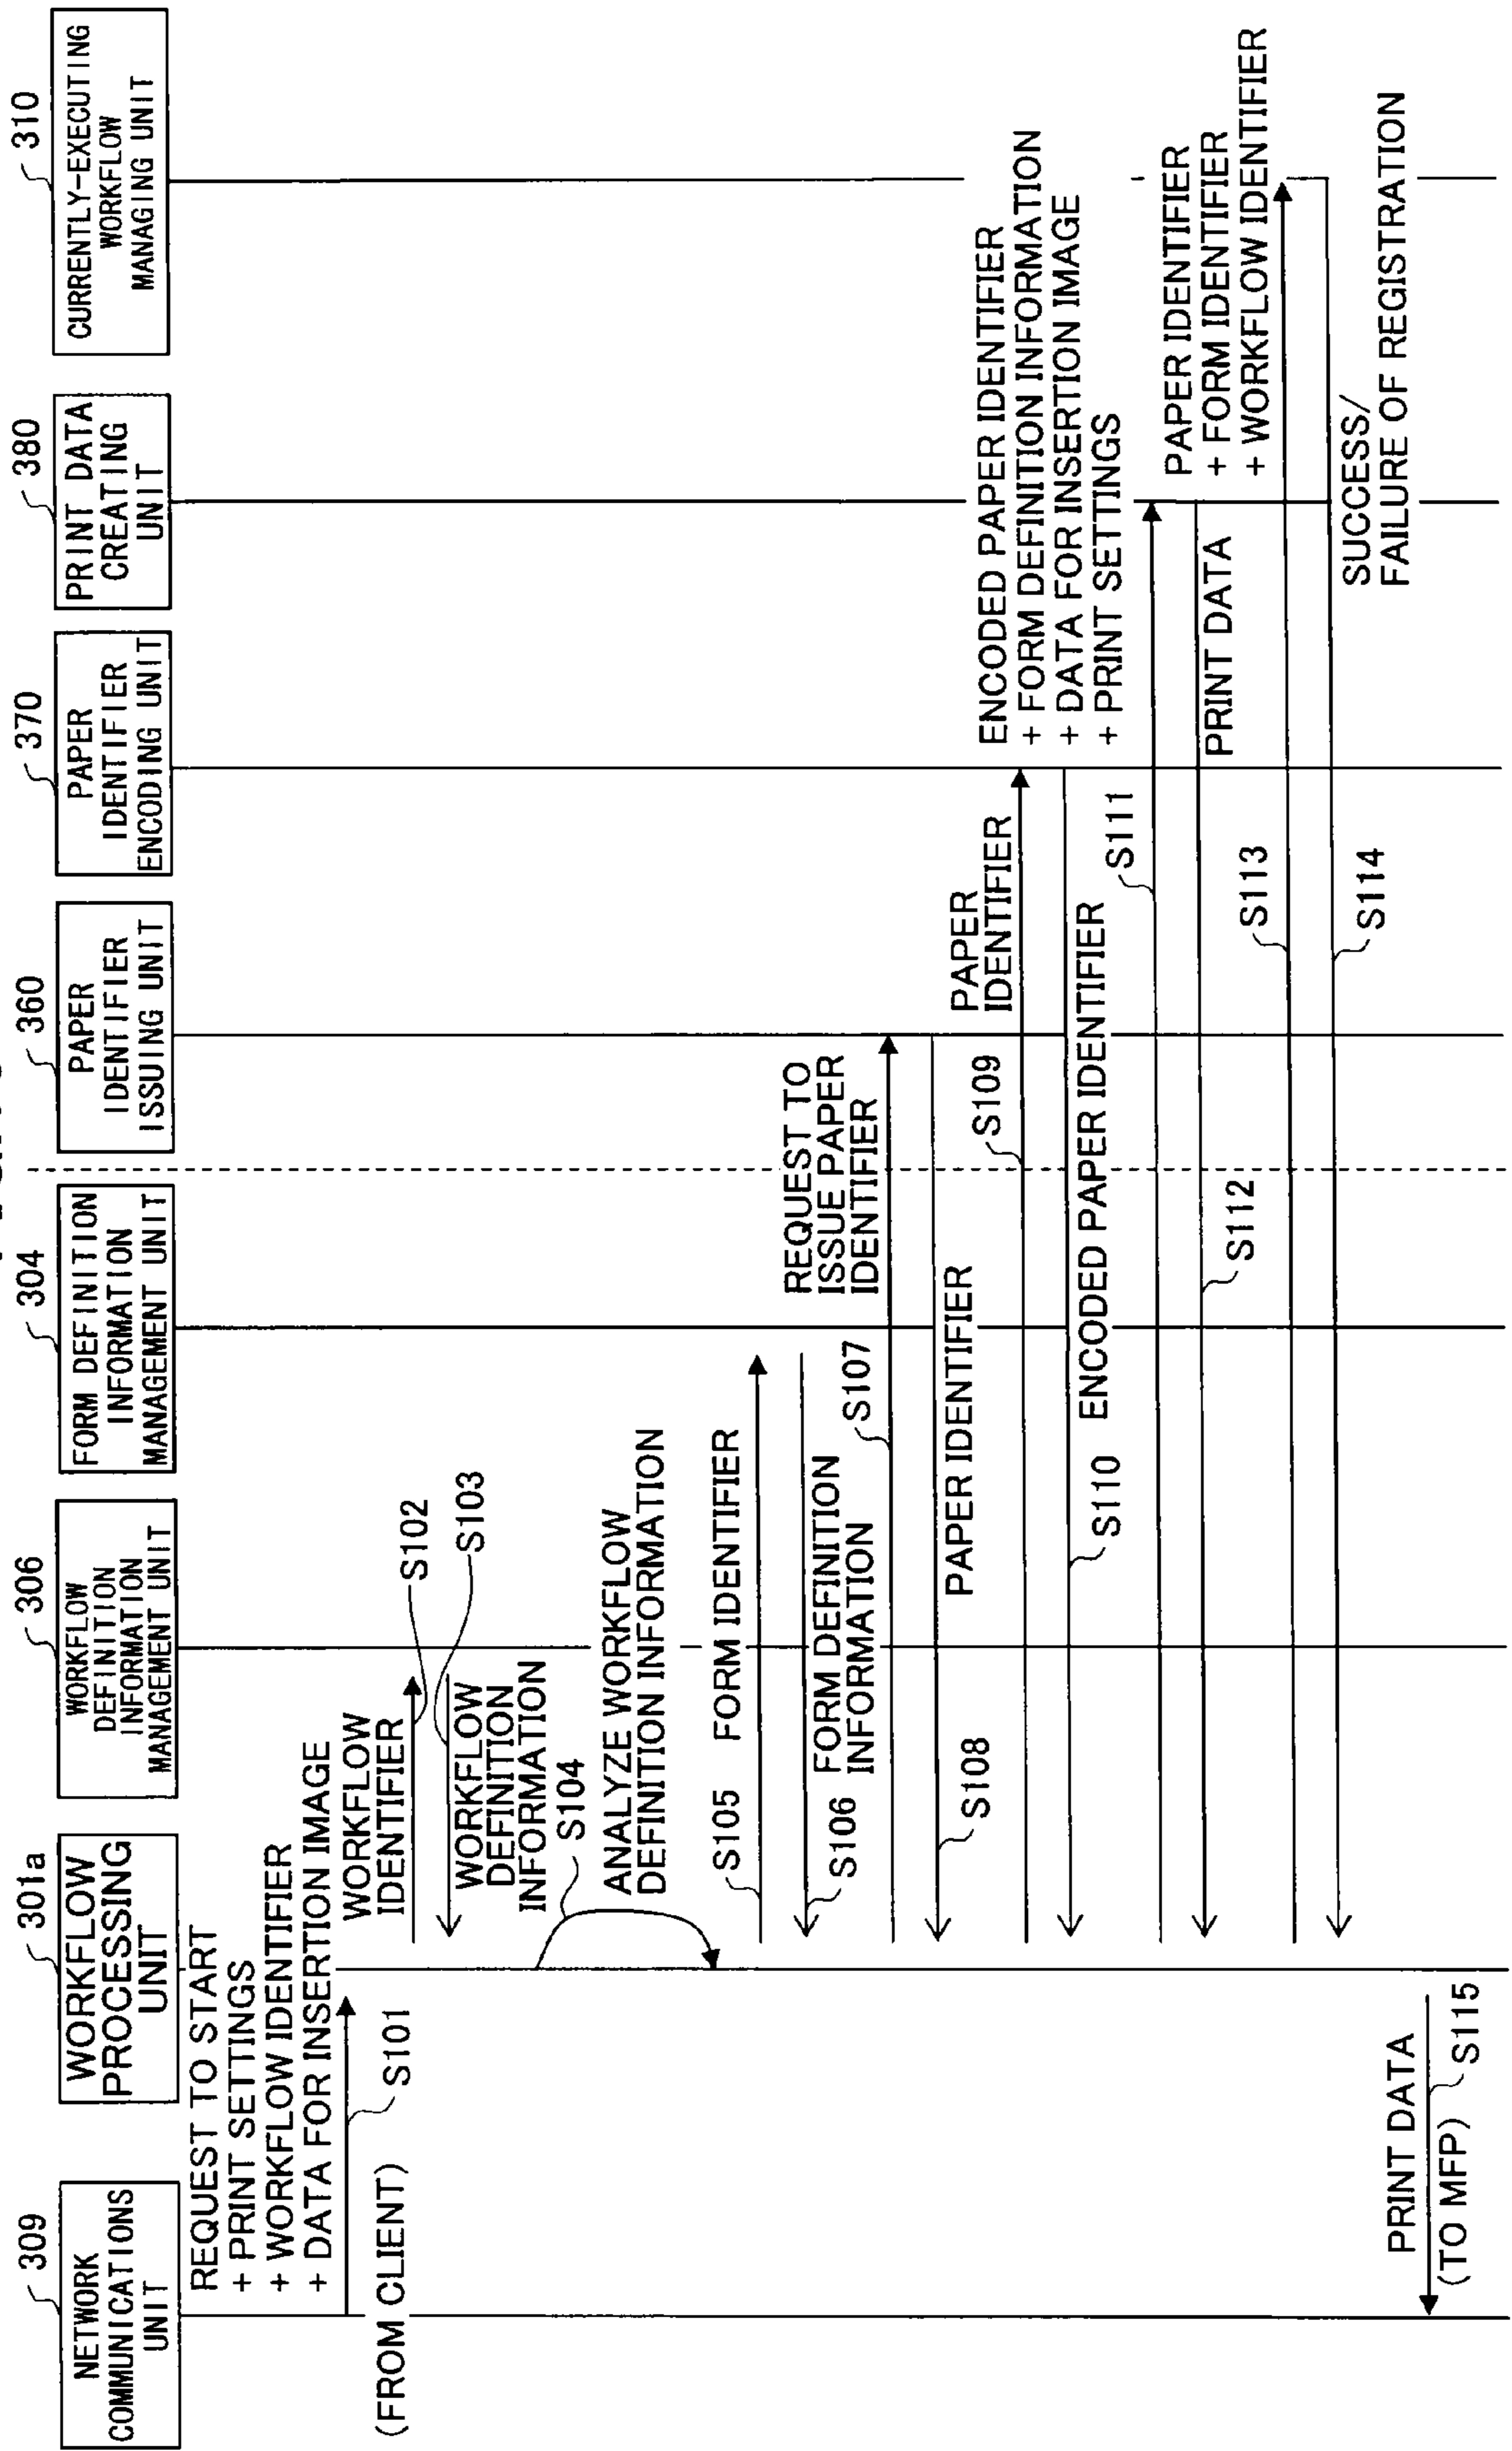 309
NETWORK
COMMUNICATIONS
UNIT
301a
WORKFLOW
PROCESSING
UNIT
306
WORKFLOW
DEFINITION
INFORMATION
MANAGEMENT UNIT
304
FORM DEFINITION
INFORMATION
MANAGEMENT UNIT
360
PAPER
IDENTIFIER
ISSUING UNIT
370
PAPER
IDENTIFIER
ENCODING UNIT
380
PRINT DATA
CREATING
UNIT
310
CURRENTLY-EXECUTING
WORKFLOW
MANAGING UNIT
REQUEST TO START
+ PRINT SETTINGS
+ WORKFLOW IDENTIFIER
+ DATA FOR INSERTION IMAGE
S101
(FROM CLIENT)
WORKFLOW
IDENTIFIER
S102
S103
WORKFLOW
DEFINITION
INFORMATION
S104
ANALYZE WORKFLOW
DEFINITION INFORMATION
S105
FORM IDENTIFIER
S106
FORM DEFINITION
INFORMATION
REQUEST TO
ISSUE PAPER
IDENTIFIER
S107
S108
PAPER IDENTIFIER
PAPER
IDENTIFIER
S109
S110
ENCODED PAPER IDENTIFIER
ENCODED PAPER IDENTIFIER
+ FORM DEFINITION INFORMATION
+ DATA FOR INSERTION IMAGE
+ PRINT SETTINGS
S111
S112
PRINT DATA
PAPER IDENTIFIER
+ FORM IDENTIFIER
+ WORKFLOW IDENTIFIER
S113
S114
SUCCESS/
FAILURE OF REGISTRATION
PRINT DATA
(TO MFP)
S115